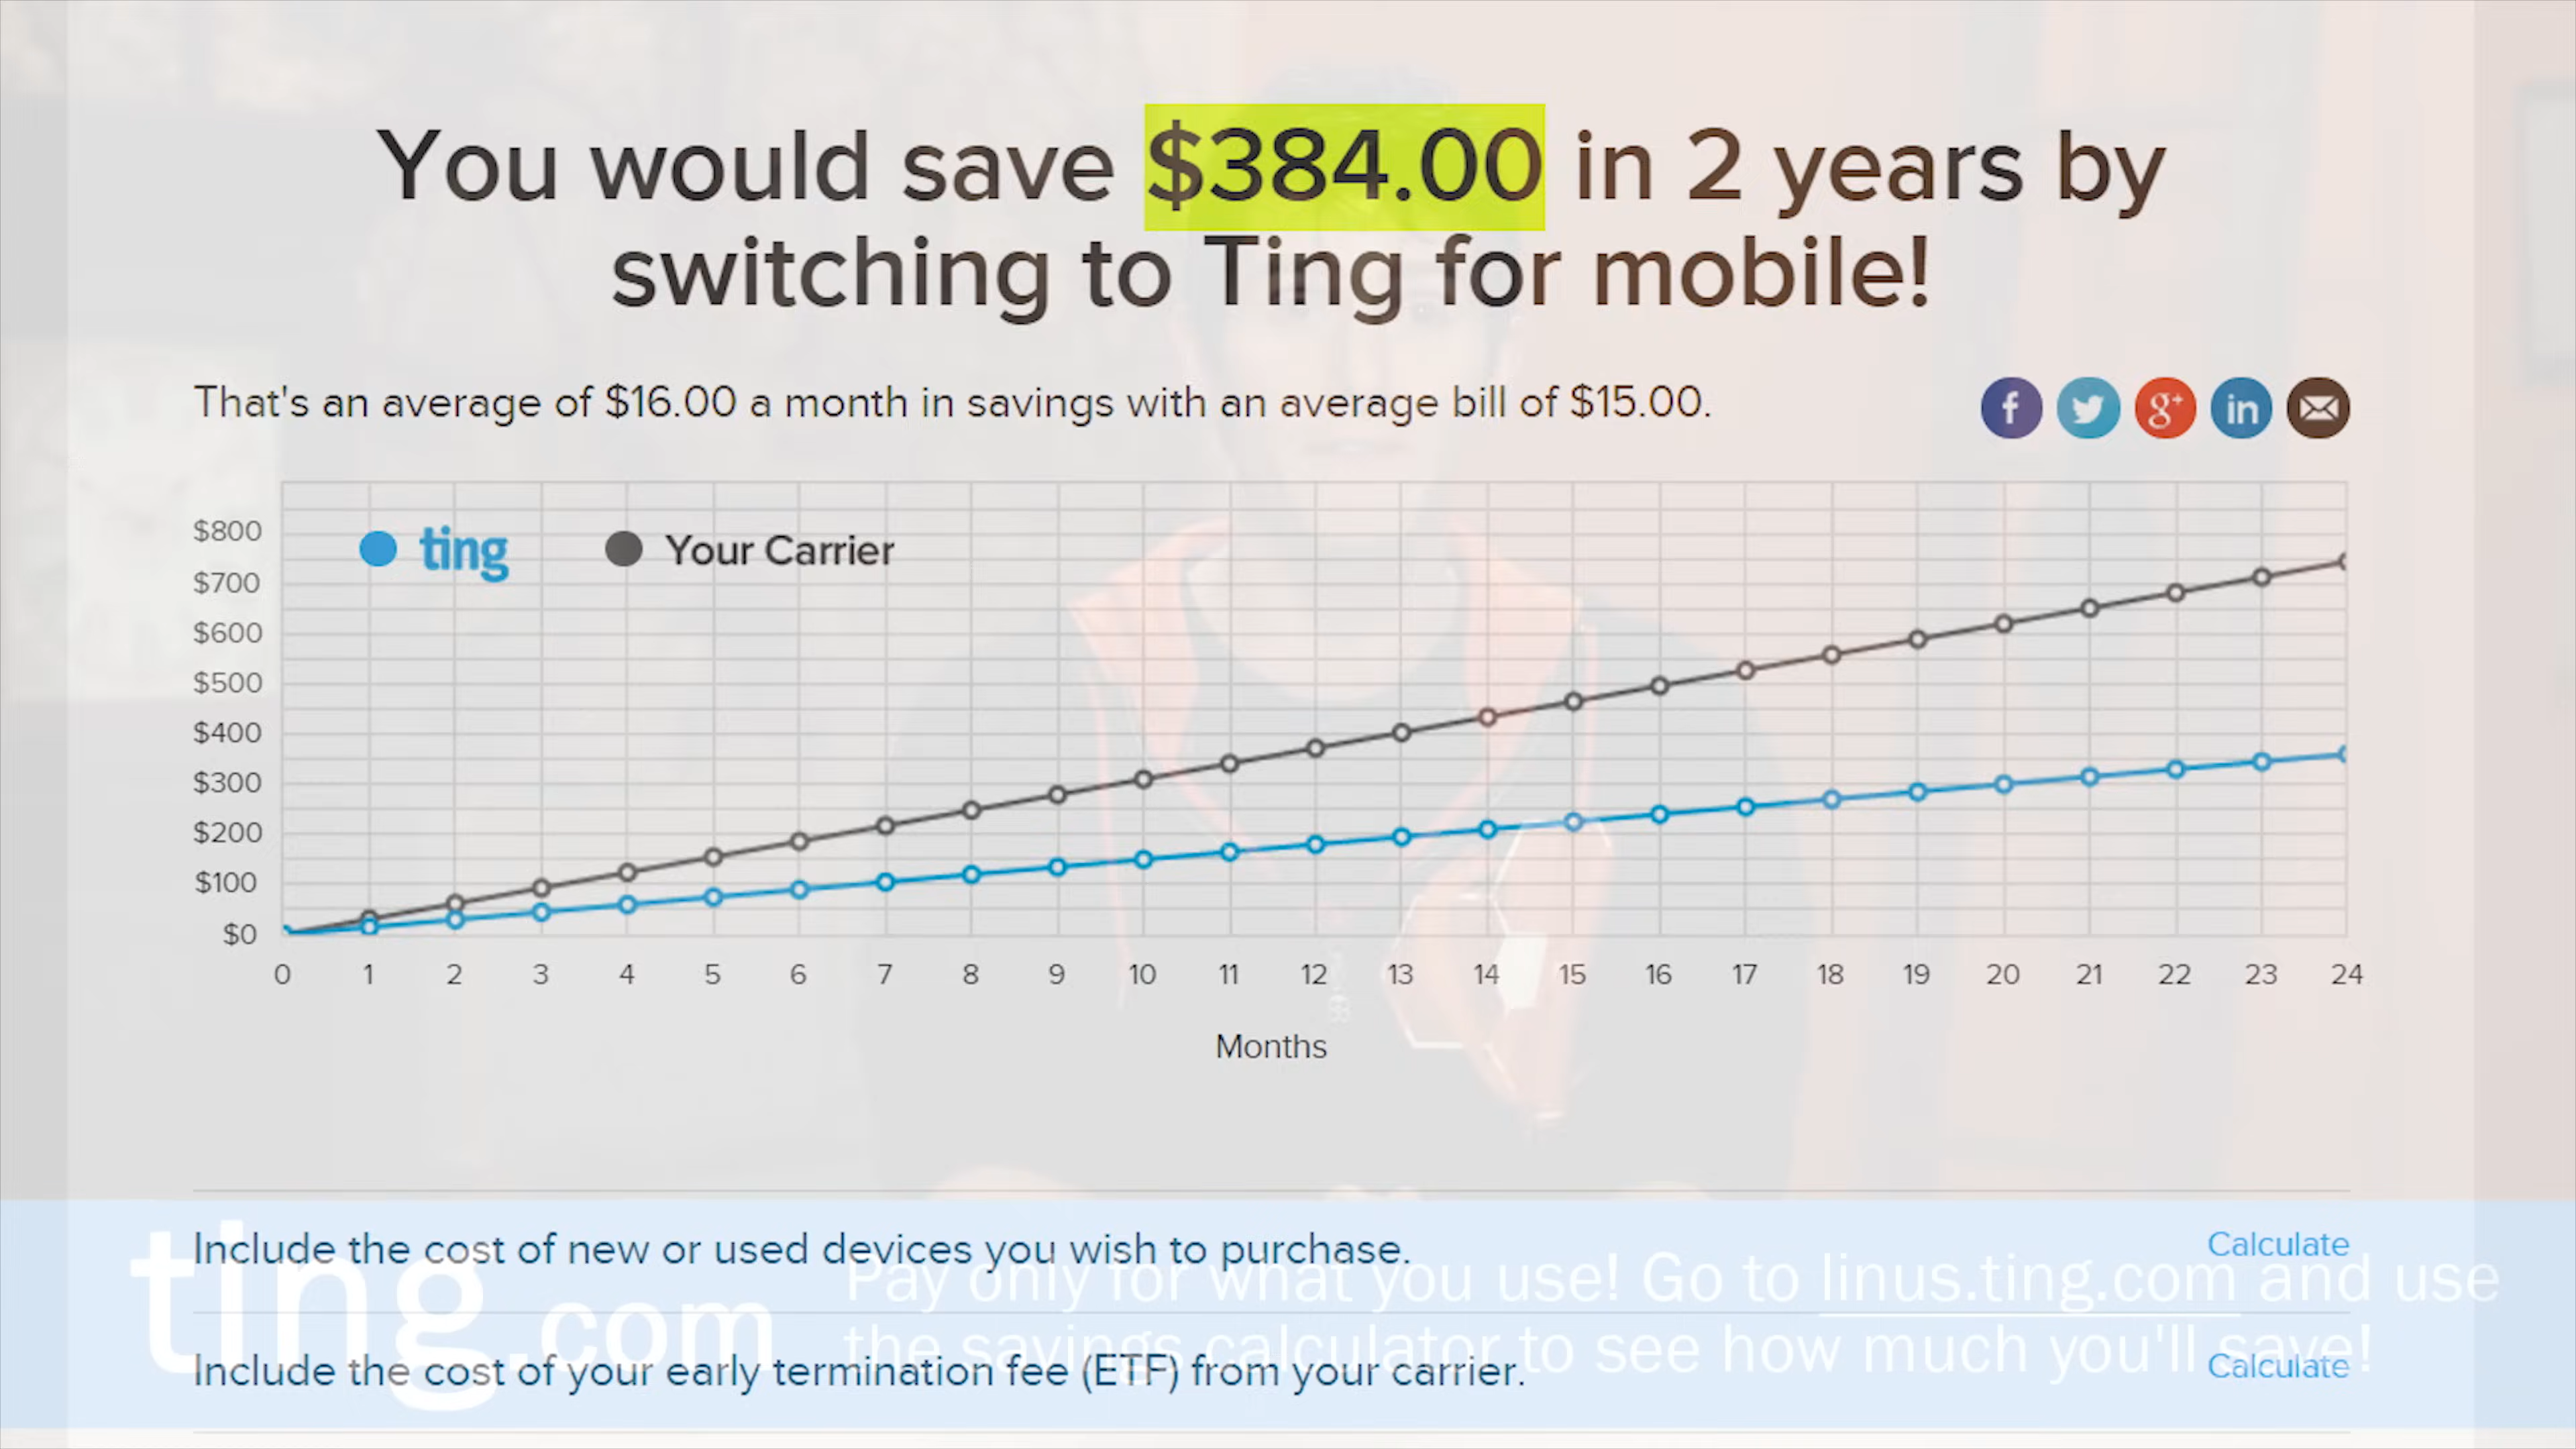 You would save $384.00 in 2 years by
switching to Ting for mobile!
That's an average of $16.00 a month in savings with an average bill of $15.00.
f
g+
in
ting
Your Carrier
$800
$700
$600
$500
$400
$300
$200
$100
$0
0 1 2 3 4 5 6 7 8 9 10 11 12 13 14 15 16 17 18 19 20 21 22 23 24
Months
Include the cost of new or used devices you wish to purchase.
Calculate
Include the cost of your early termination fee (ETF) from your carrier.
Calculate
ting.com
Pay only for what you use! Go to linus.ting.com and use
the savings calculator to see how much you'll save!